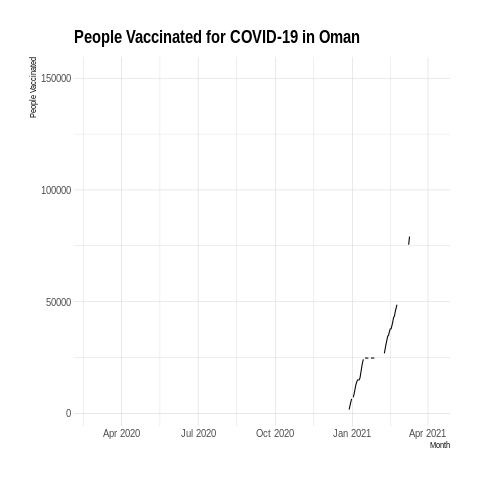 People Vaccinated for COVID-19 in Oman
People Vaccinated
150000
100000
50000
0
Apr 2020 Jul 2020 Oct 2020 Jan 2021 Apr 2021
Month